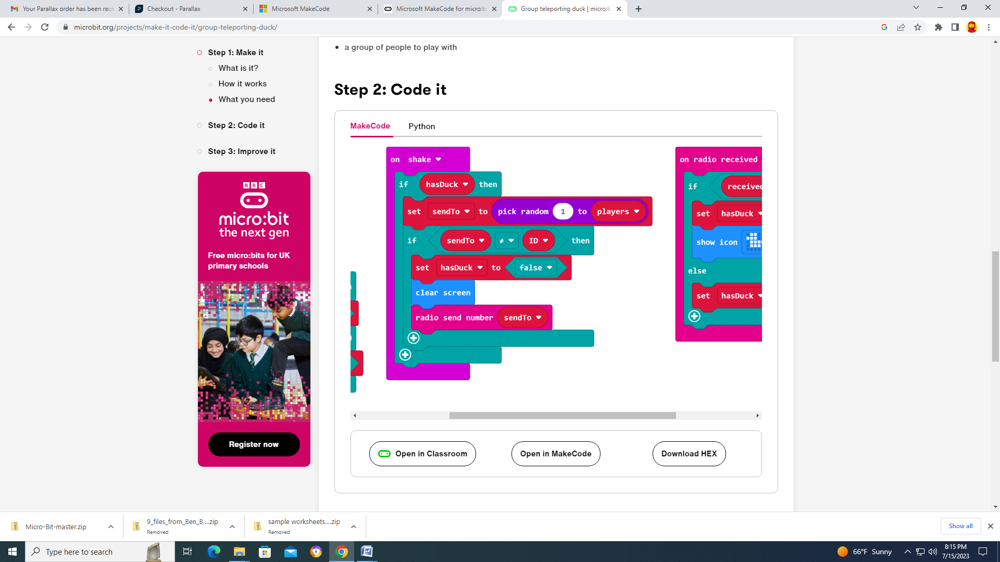 Your Parallax order has been rece
Checkout - Parallax
Microsoft MakeCode
Microsoft MakeCode for micro:bi
Group teleporting duck | micro:b
microbit.org/projects/make-it-code-it/group-teleporting-duck/
Step 1: Make it
What is it?
How it works
What you need
Step 2: Code it
Step 3: Improve it
BBC
micro:bit
the next gen
Free micro:bits for UK
primary schools
Register now
a group of people to play with
Step 2: Code it
MakeCode
Python
on shake
if hasDuck then
set sendTo to pick random 1 to players
if sendTo ≠ ID then
set hasDuck to false
clear screen
radio send number sendTo
on radio received
if received
set hasDuck
show icon
else
set hasDuck
Open in Classroom
Open in MakeCode
Download HEX
Micro-Bit-master.zip
9_files_from_Ben_B....zip
Removed
sample worksheets....zip
Removed
Show all
Type here to search
66°F Sunny
8:15 PM
7/15/2023